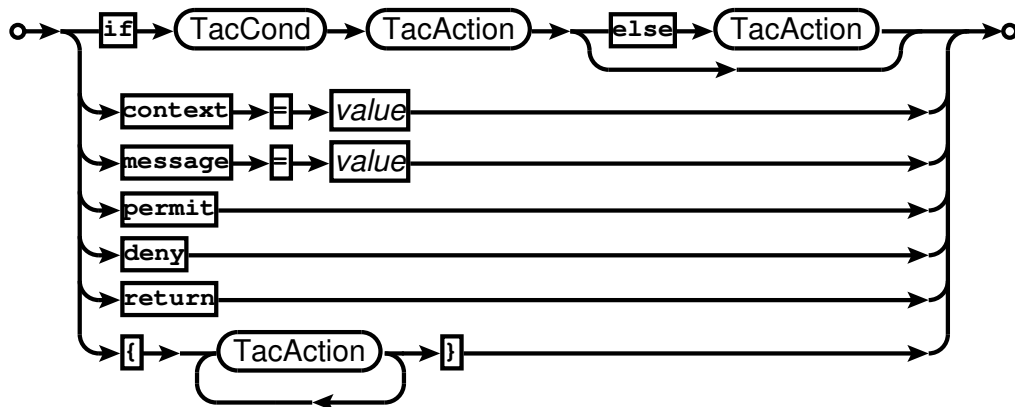 if TacCond TacAction else TacAction
context = value
message = value
permit
deny
return
{ TacAction }